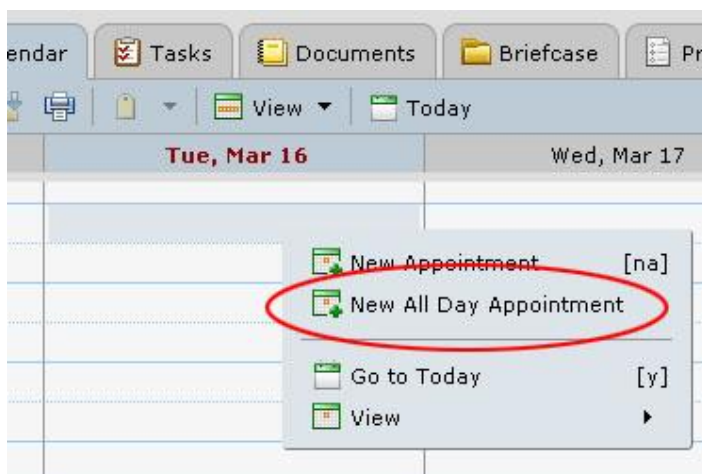 endar Tasks Documents Briefcase Pr
View Today
Tue, Mar 16 Wed, Mar 17
New Appointment [na]
New All Day Appointment
Go to Today [y]
View